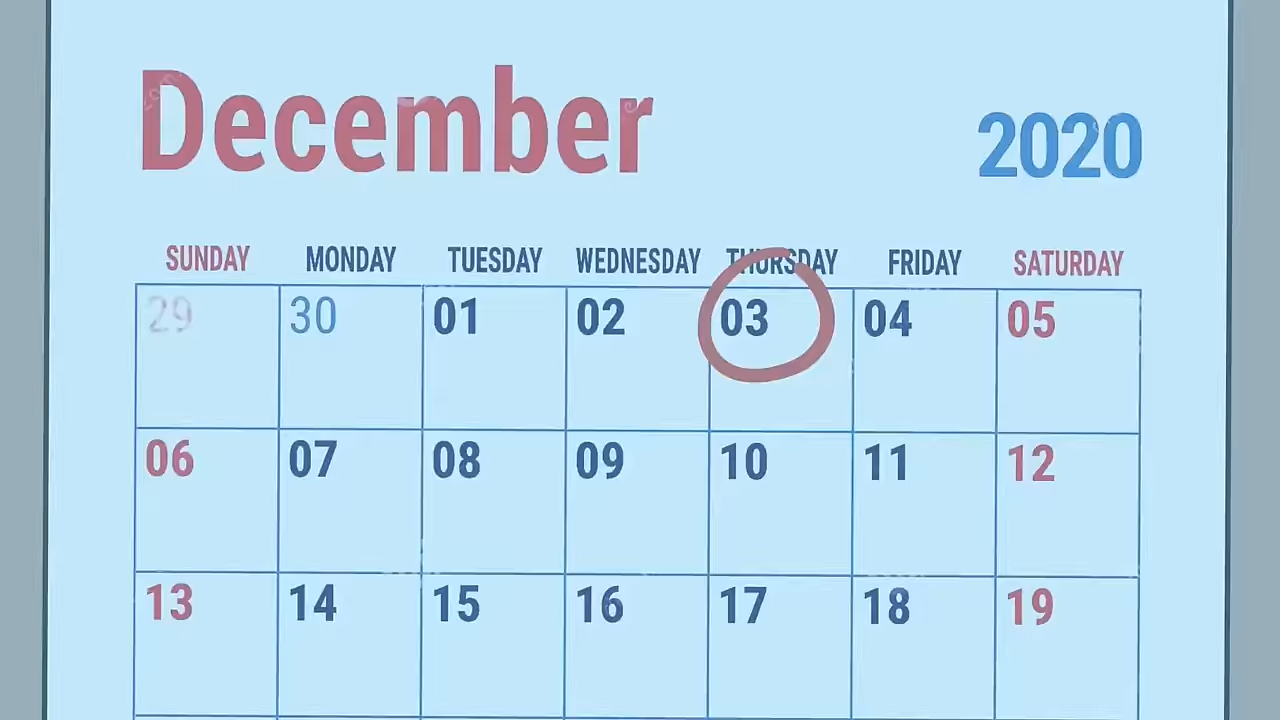 December 2020
SUNDAY MONDAY TUESDAY WEDNESDAY THURSDAY FRIDAY SATURDAY
29 30 01 02 03 04 05
06 07 08 09 10 11 12
13 14 15 16 17 18 19